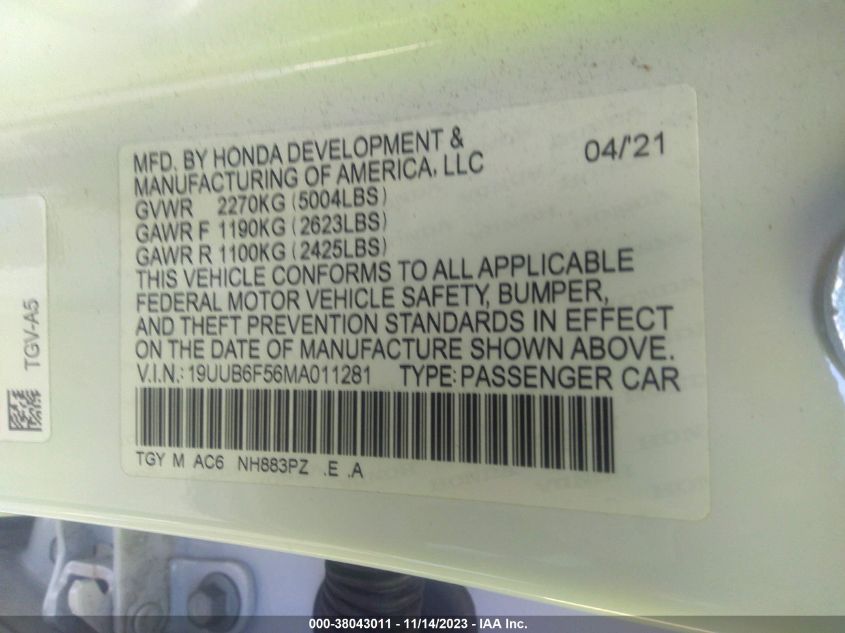 MFD. BY HONDA DEVELOPMENT &
MANUFACTURING OF AMERICA, LLC
04/'21
GVWR 2270KG (5004LBS)
GAWR F 1190KG (2623LBS)
GAWR R 1100KG (2425LBS)
THIS VEHICLE CONFORMS TO ALL APPLICABLE
FEDERAL MOTOR VEHICLE SAFETY, BUMPER,
AND THEFT PREVENTION STANDARDS IN EFFECT
ON THE DATE OF MANUFACTURE SHOWN ABOVE.
V.I.N.: 19UUB6F56MA011281 TYPE: PASSENGER CAR
TGY M AC6 NH883PZ .E .A
TGV-A5
000-38043011 - 11/14/2023 - IAA Inc.